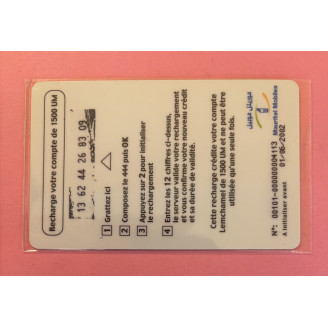 Recharge votre compte de 1500 UM
13 62 44 26 83 09
1 Grattez ici
2 Composez le 444 puis OK
3 Appuyez sur 2 pour initialiser
le rechargement
4 Entrez les 12 chiffres ci-dessus,
le serveur valide votre rechargement
et vous confirme votre nouveau crédit
et sa durée de validité.
Cette recharge crédite votre compte
Lemchamel de 1500 UM et ne peut être
utilisée qu'une seule fois.
موريتل موبيل
Mauritel Mobiles
N°: 00101-000000004113
A initialiser avant 01/06/2002